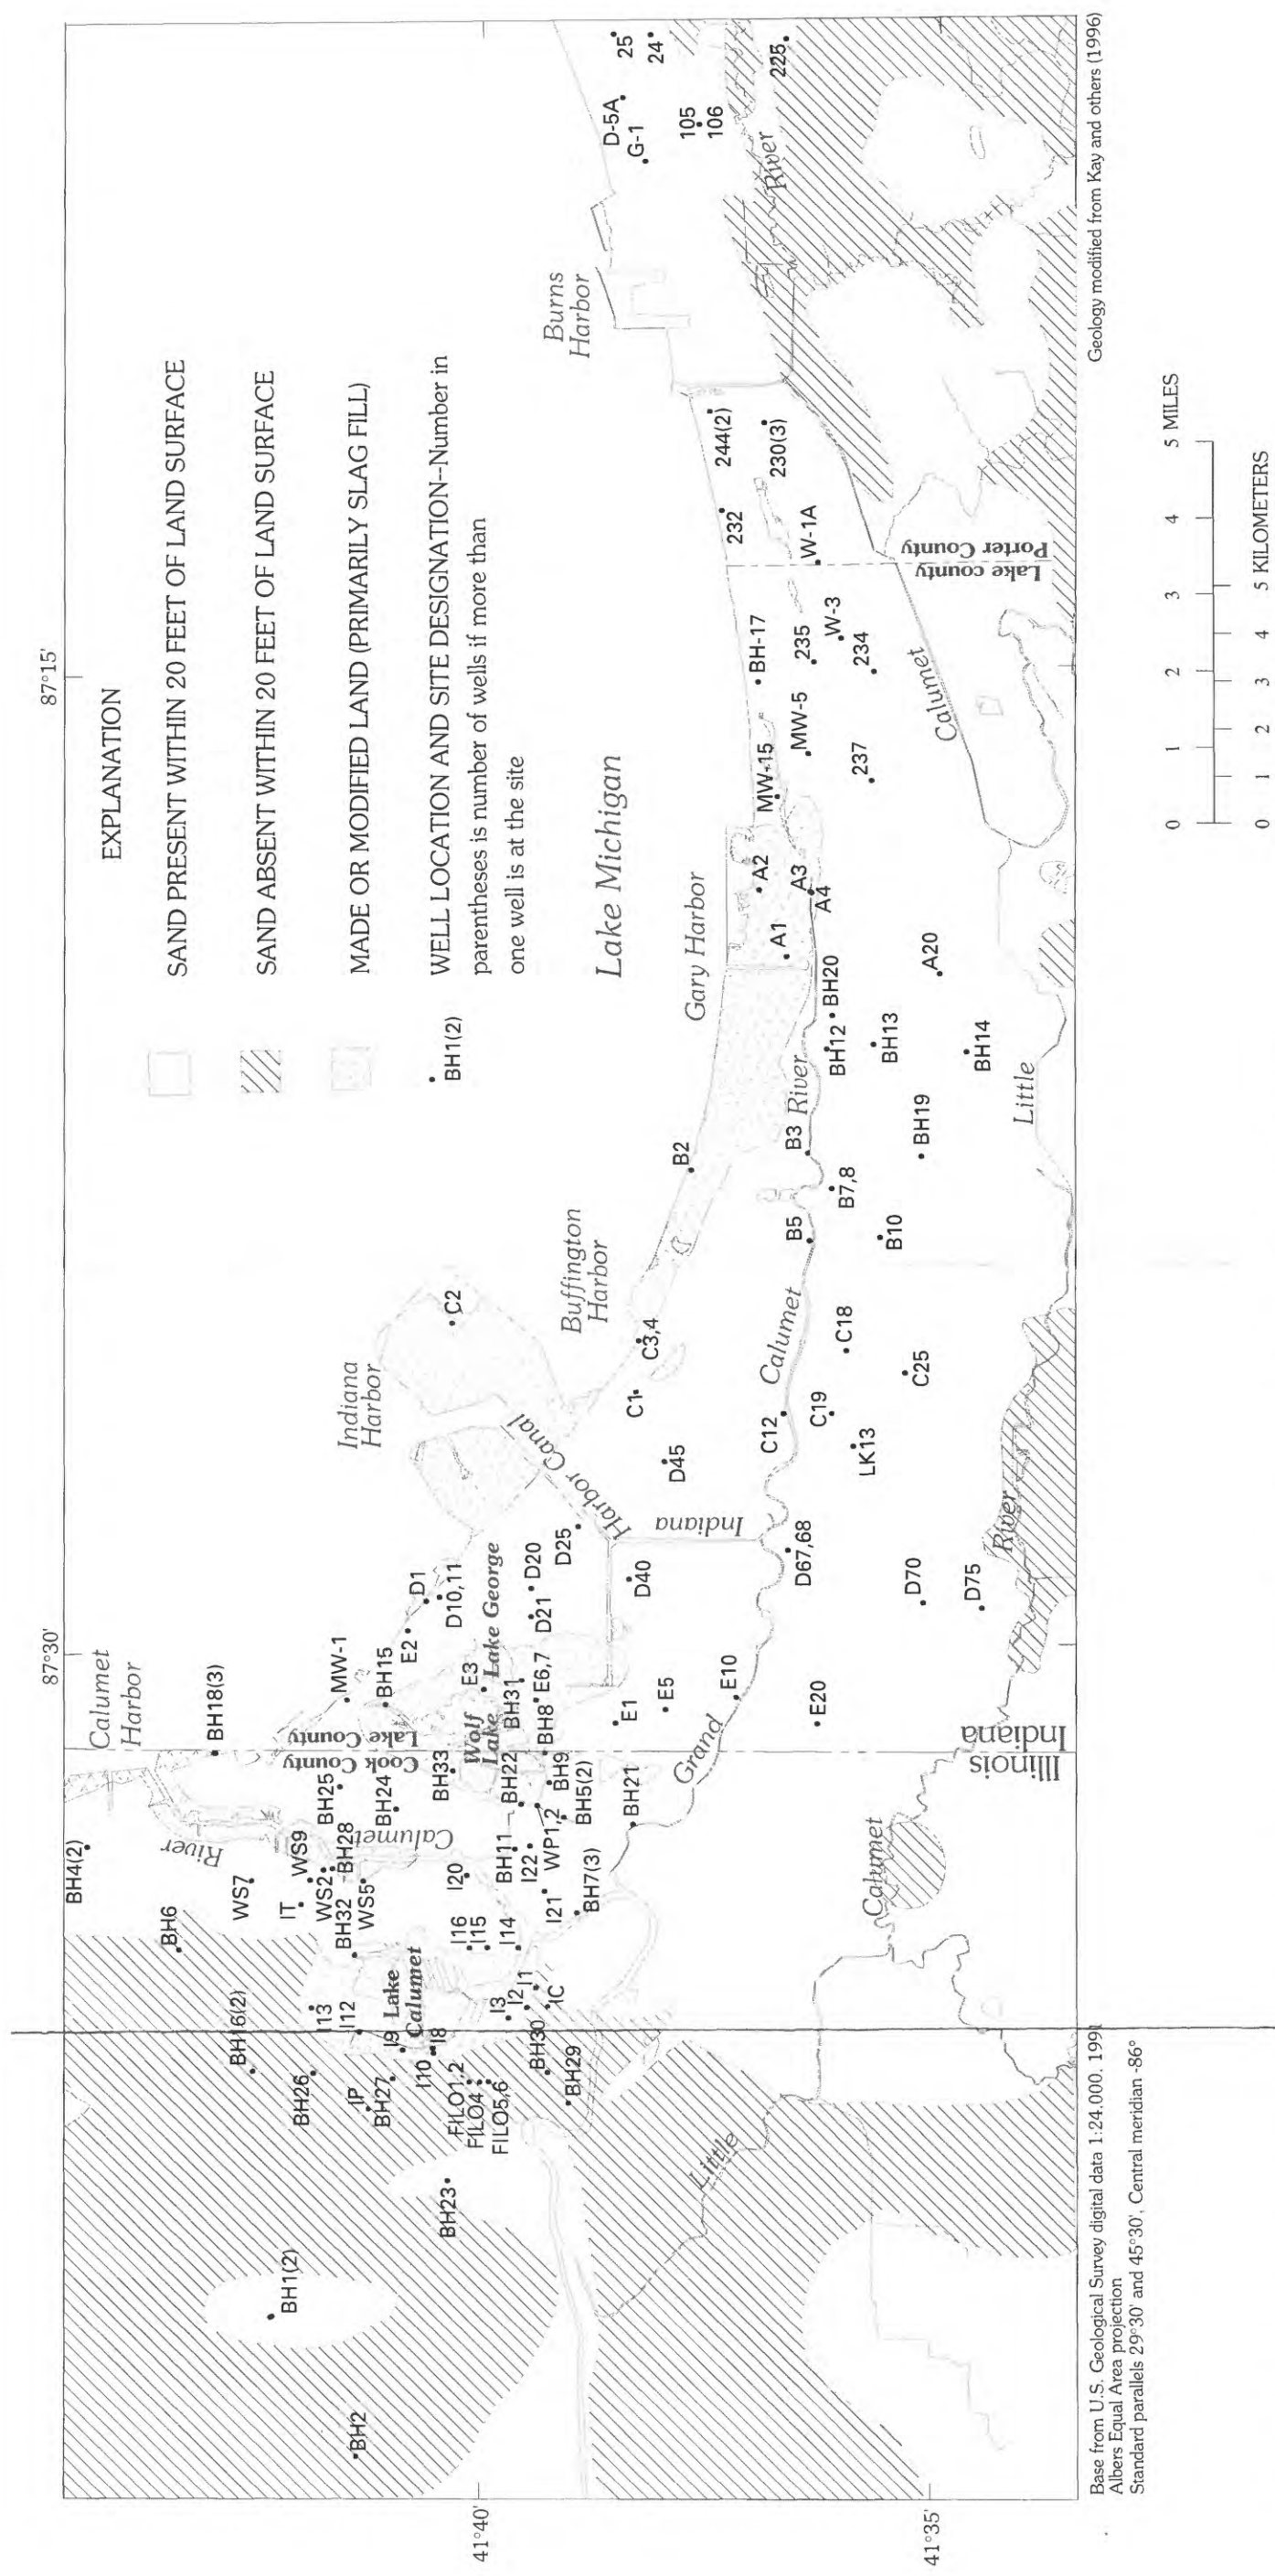 87°30'
87°15'
41°40'
41°35'
EXPLANATION
SAND PRESENT WITHIN 20 FEET OF LAND SURFACE
SAND ABSENT WITHIN 20 FEET OF LAND SURFACE
MADE OR MODIFIED LAND (PRIMARILY SLAG FILL)
BH1(2)
WELL LOCATION AND SITE DESIGNATION--Number in
parentheses is number of wells if more than
one well is at the site
Lake Michigan
Calumet
Harbor
Indiana
Harbor
Buffington
Harbor
Gary Harbor
Burns
Harbor
BH2
BH1(2)
BH23
BH16(2)
BH26
IP
BH27
I10
FILO1,2
FILO4
FILO5,6
BH30
BH29
I13
I12
I9
I8
Lake
Calumet
I3
I2
I1
IC
BH6
BH4(2)
River
WS7
IT
WS9
WS2
BH28
BH32
WS5
Calumet
I16
I15
I14
I20
BH11
I22
I21
WP1,2
BH7(3)
BH25
BH24
BH33
BH22
BH9
BH5(2)
BH21
Cook County
Lake County
BH18(3)
MW-1
BH15
Wolf
Lake
E3
Lake George
BH31
BH8
E6,7
E2
D1
D10,11
D20
D21
D25
E1
E5
E10
E20
Grand
D40
Indiana
Harbor Canal
D45
D67,68
D70
D75
C1
C2
C3,4
C12
C19
C18
LK13
C25
Calumet
B2
B5
B3
B7,8
B10
River
BH19
BH12
BH20
BH13
BH14
A20
A1
A2
A3
A4
MW-15
MW-5
BH-17
237
235
W-3
234
W-1A
232
244(2)
230(3)
Lake county
Porter County
D-5A
G-1
25
24
105
106
225
River
Calumet
Little
River
Illinois
Indiana
Calumet
Little
Base from U.S. Geological Survey digital data 1:24,000, 1991
Albers Equal Area projection
Standard parallels 29°30' and 45°30', Central meridian -86°
0 1 2 3 4 5 MILES
0 1 2 3 4 5 KILOMETERS
Geology modified from Kay and others (1996)